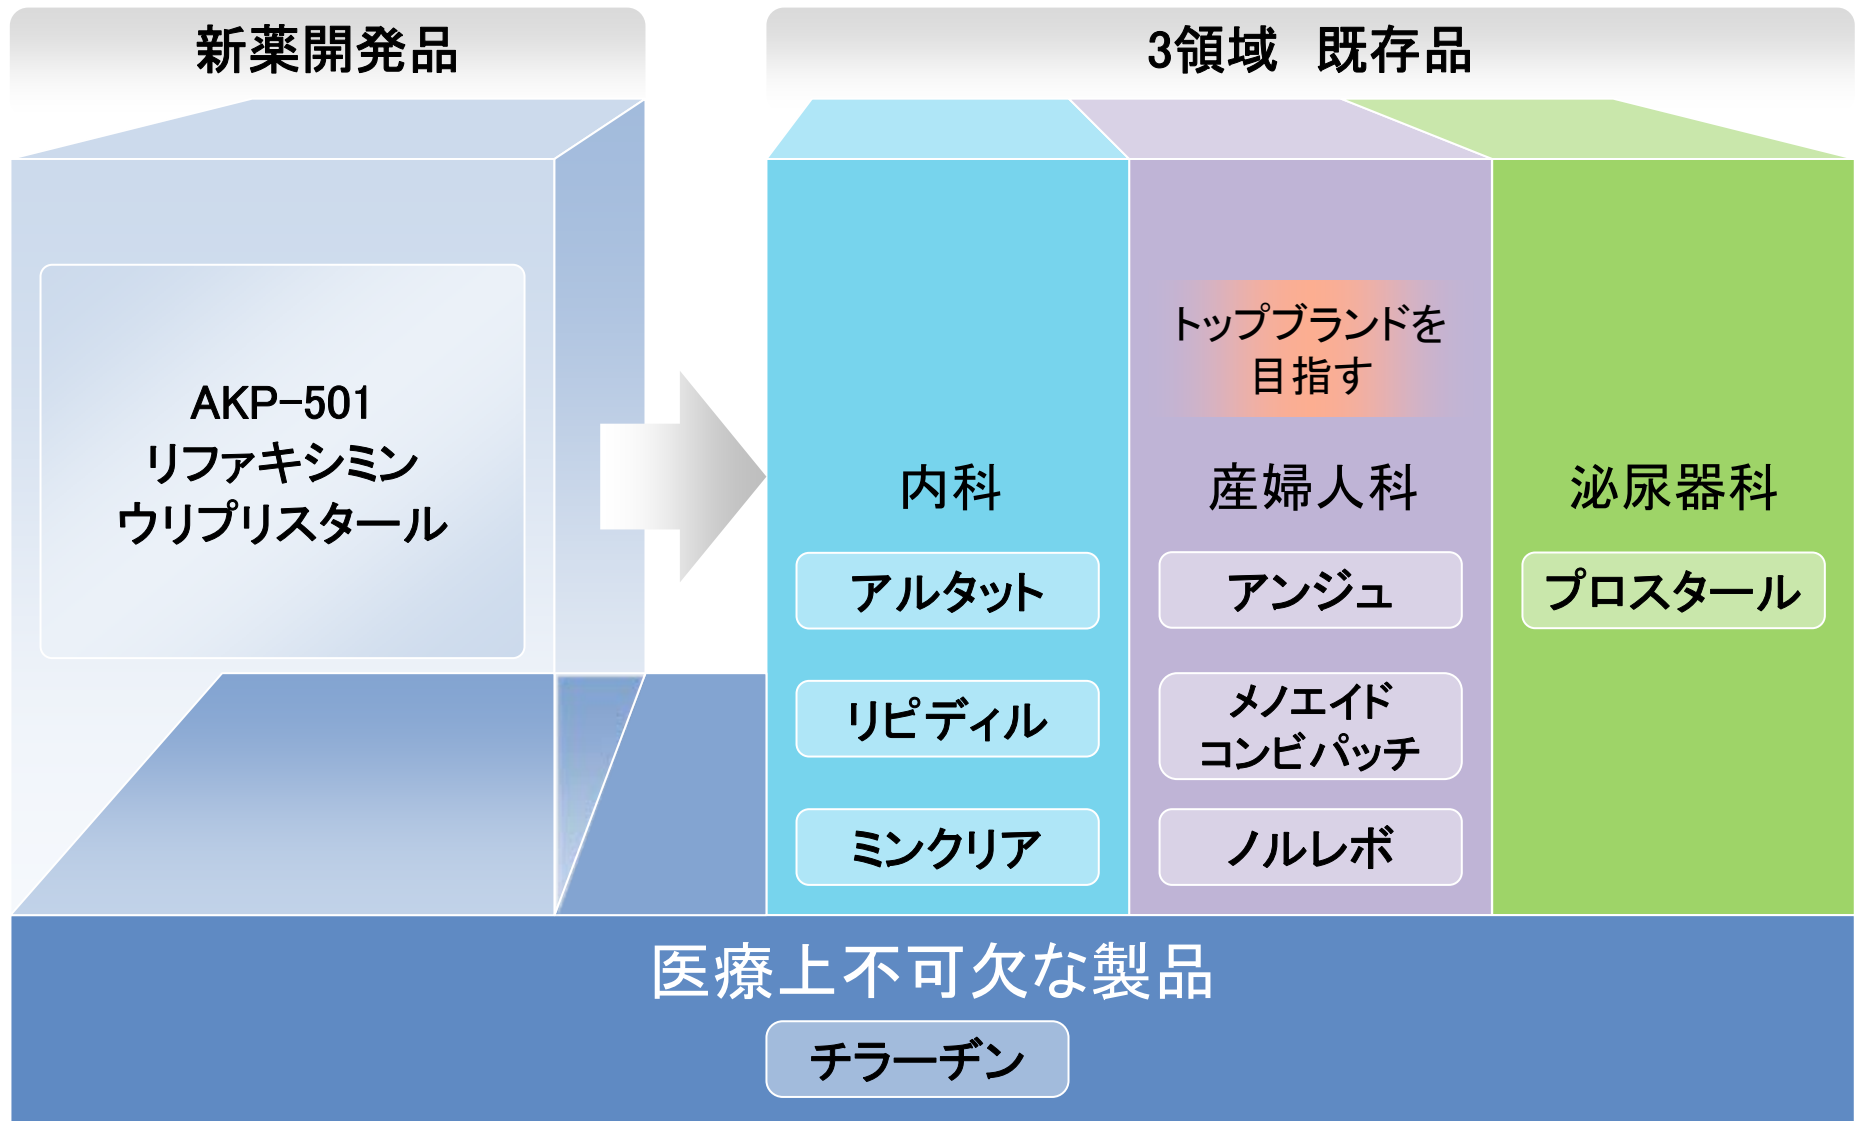 新薬開発品
AKP-501
リファキシミン
ウリプリスタール
3領域　既存品
内科
アルタット
リピディル
ミンクリア
トップブランドを
目指す
産婦人科
アンジュ
メノエイド
コンビパッチ
ノルレボ
泌尿器科
プロスタール
医療上不可欠な製品
チラーヂン